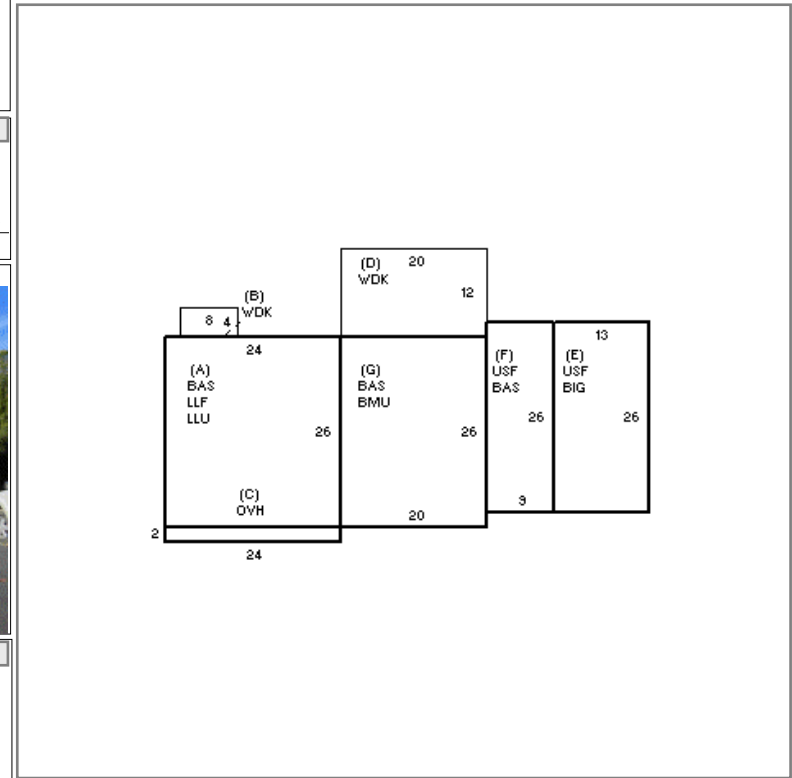 (D)
WDK
20
12
(B)
WDK
8
4
24
(A)
BAS
LLF
LLU
26
(G)
BAS
BMU
26
(F)
USF
BAS
26
13
(E)
USF
BIG
26
(C)
OVH
9
20
2
24